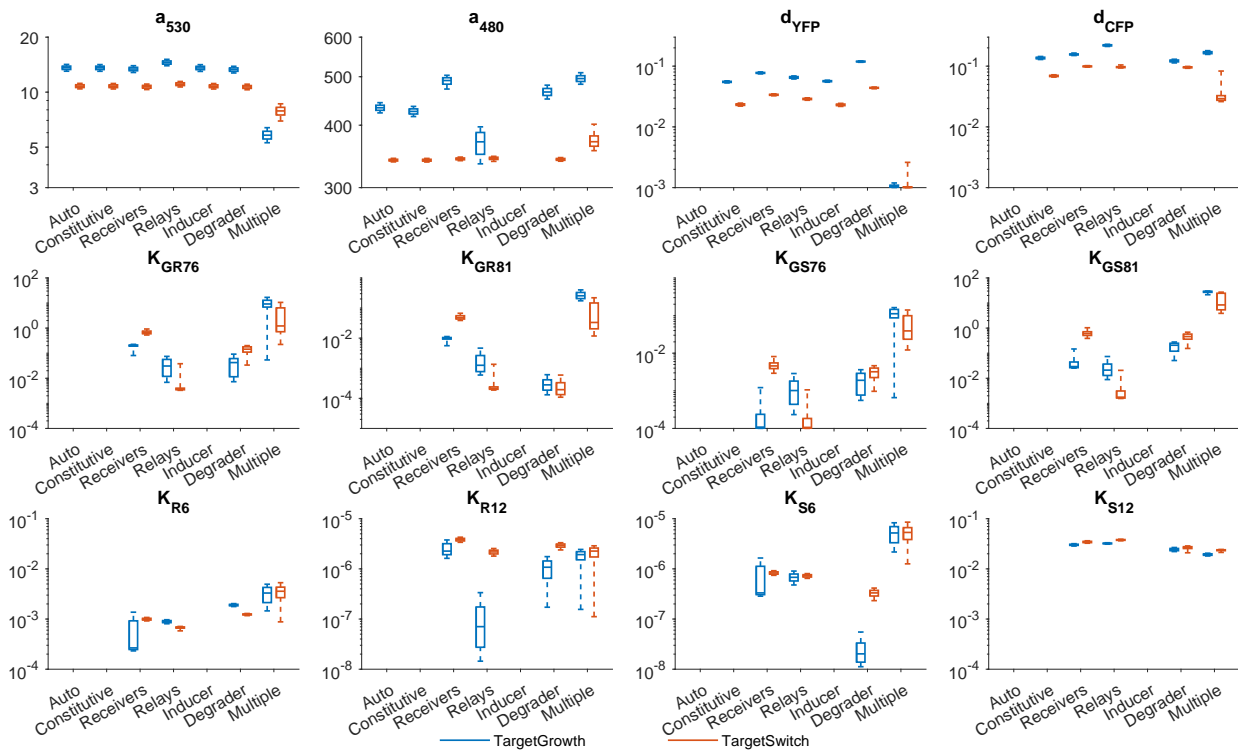 a530
a480
dYFP
dCFP
20
10
5
3
600
500
400
300
10-1
10-2
10-3
10-1
10-2
10-3
Auto
Constitutive
Receivers
Relays
Inducer
Degrader
Multiple
Auto
Constitutive
Receivers
Relays
Inducer
Degrader
Multiple
Auto
Constitutive
Receivers
Relays
Inducer
Degrader
Multiple
Auto
Constitutive
Receivers
Relays
Inducer
Degrader
Multiple
KGR76
KGR81
KGS76
KGS81
102
100
10-2
10-4
10-2
10-4
10-2
10-4
102
100
10-2
10-4
Auto
Constitutive
Receivers
Relays
Inducer
Degrader
Multiple
Auto
Constitutive
Receivers
Relays
Inducer
Degrader
Multiple
Auto
Constitutive
Receivers
Relays
Inducer
Degrader
Multiple
Auto
Constitutive
Receivers
Relays
Inducer
Degrader
Multiple
KR6
KR12
KS6
KS12
10-1
10-2
10-3
10-4
10-5
10-6
10-7
10-8
10-5
10-6
10-7
10-8
10-1
10-2
10-3
10-4
Auto
Constitutive
Receivers
Relays
Inducer
Degrader
Multiple
Auto
Constitutive
Receivers
Relays
Inducer
Degrader
Multiple
Auto
Constitutive
Receivers
Relays
Inducer
Degrader
Multiple
Auto
Constitutive
Receivers
Relays
Inducer
Degrader
Multiple
TargetGrowth
TargetSwitch